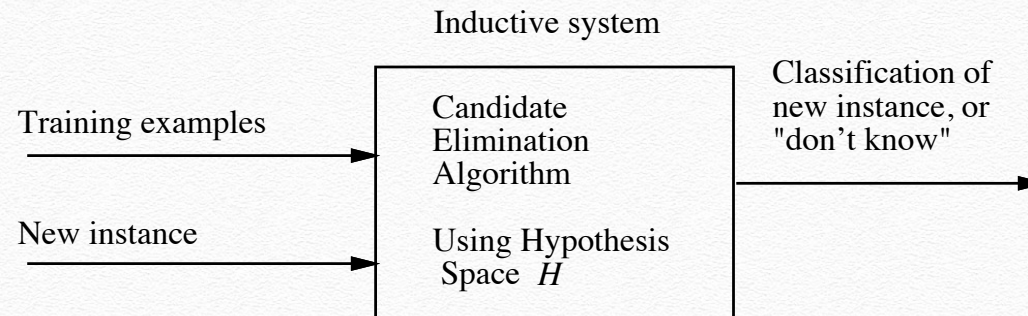 Inductive system
Training examples
New instance
Candidate
Elimination
Algorithm
Using Hypothesis
Space H
Classification of
new instance, or
"don’t know"